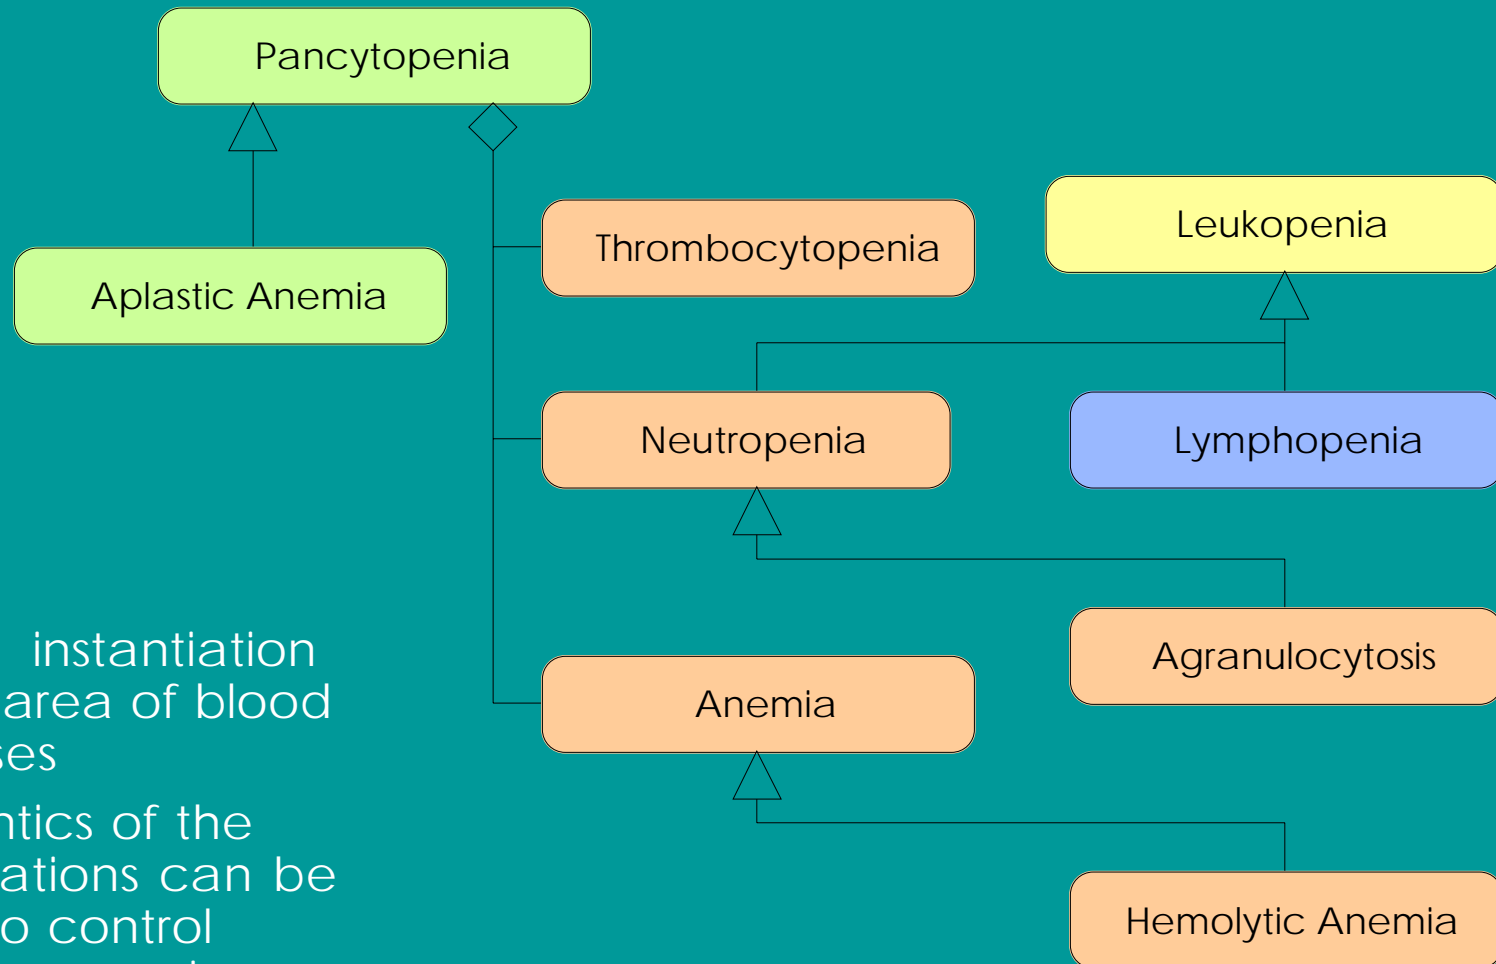 Pancytopenia
Thrombocytopenia
Leukopenia
Aplastic Anemia
Neutropenia
Lymphopenia
Agranulocytosis
Anemia
Hemolytic Anemia
instantiation
area of blood
ses
ntics of the
ations can be
o control